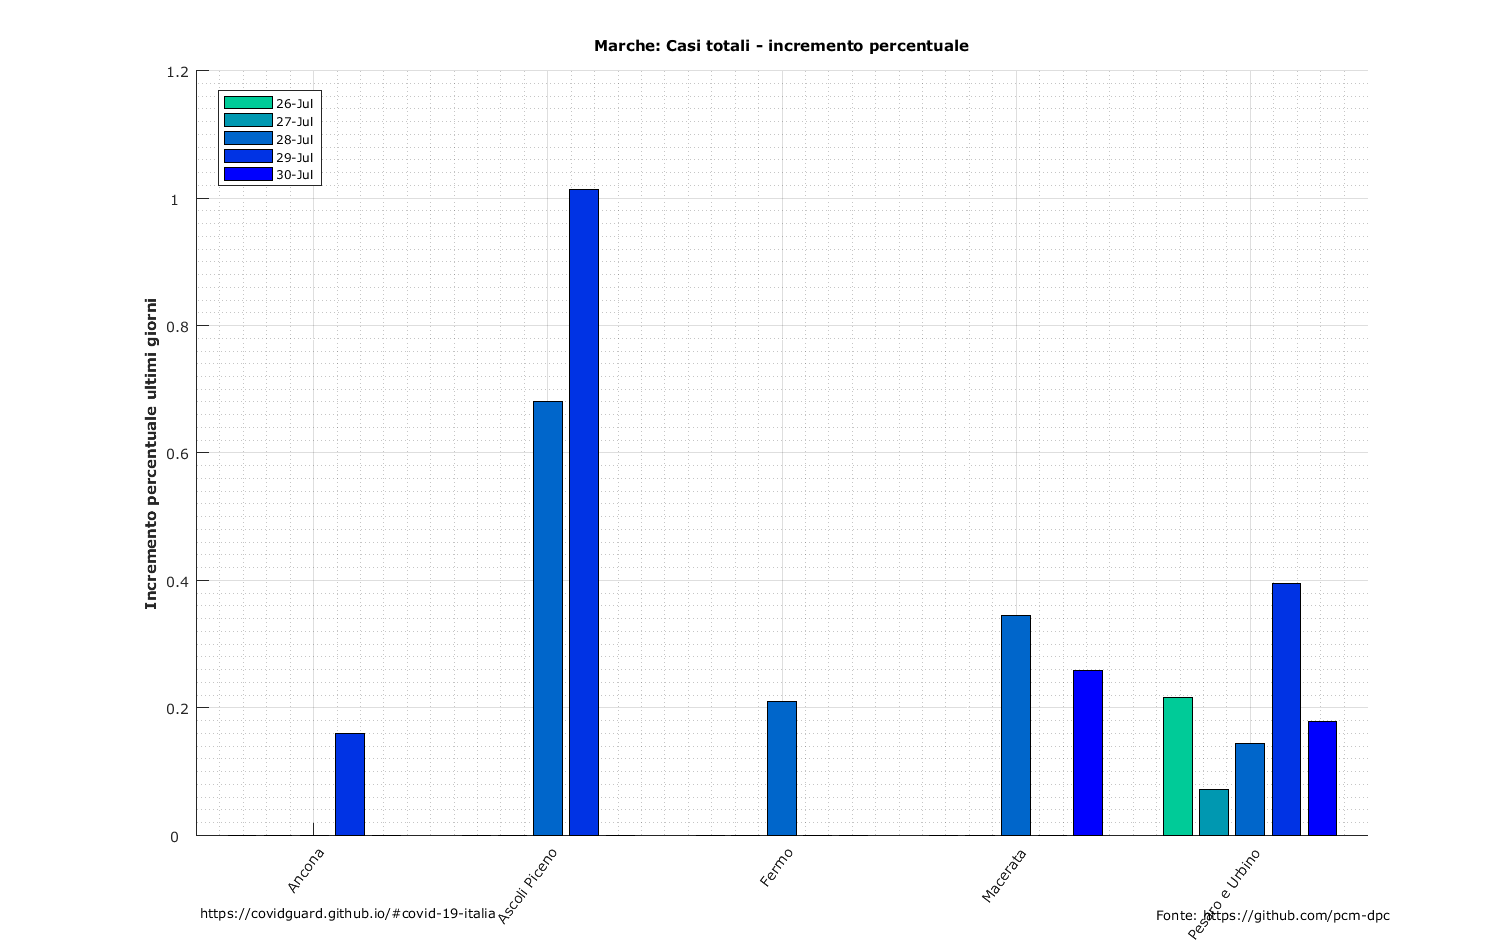 Marche: Casi totali - incremento percentuale
1.2
1
0.8
0.6
0.4
0.2
0
Incremento percentuale ultimi giorni
26-Jul
27-Jul
28-Jul
29-Jul
30-Jul
Ancona
Ascoli Piceno
Fermo
Macerata
Pesaro e Urbino
https://covidguard.github.io/#covid-19-italia
Fonte: https://github.com/pcm-dpc